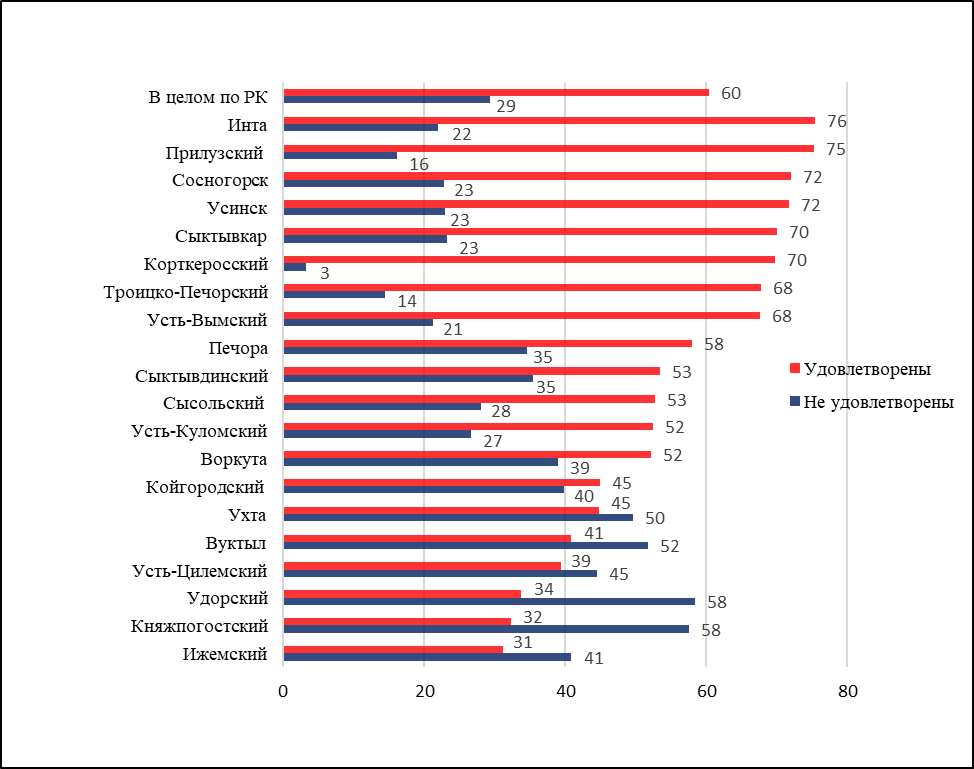 В целом по РК 60
29
Инта 76
22
Прилузский 75
16
Сосногорск 72
23
Усинск 72
23
Сыктывкар 70
23
Корткеросский 70
3
Троицко-Печорский 68
14
Усть-Вымский 68
21
Печора 58
35
Сыктывдинский 53
35
Сысольский 53
28
Усть-Куломский 52
27
Воркута 52
39
Койгородский 45
40
Ухта 45
50
Вуктыл 41
52
Усть-Цилемский 39
45
Удорский 34
58
Княжпогостский 32
58
Ижемский 31
41
0 20 40 60 80
Удовлетворены
Не удовлетворены